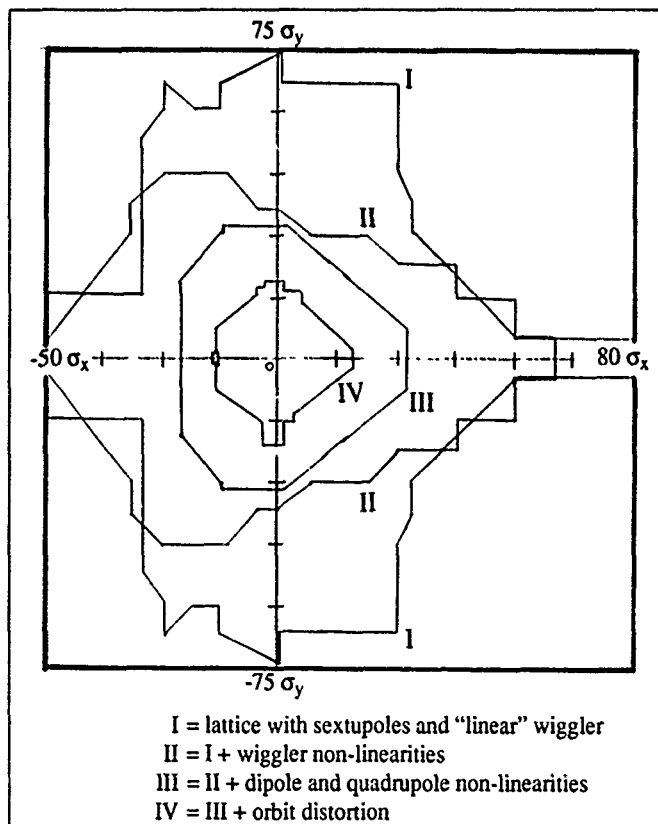 75 σy
I
II
-50 σx
80 σx
IV
III
II
I
-75 σy
I = lattice with sextupoles and “linear” wiggler
II = I + wiggler non-linearities
III = II + dipole and quadrupole non-linearities
IV = III + orbit distortion